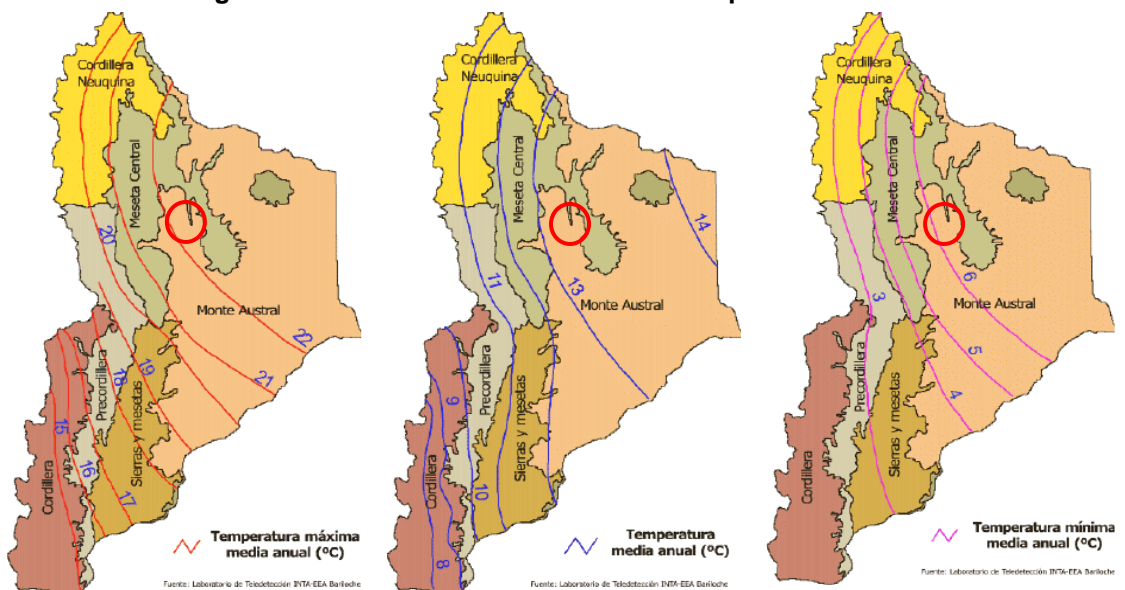 Cordillera
Neuquina
Meseta Central
20
Monte Austral
22
21
19
18
Precordillera
15
16
17
Sierras y mesetas
Cordillera
Temperatura máxima
media anual (ºC)
Fuente: Laboratorio de Teledetección INTA-EEA Bariloche
Cordillera
Neuquina
Meseta Central
14
11
13
Monte Austral
9
Precordillera
10
Sierras y mesetas
Cordillera
8
Temperatura
media anual (ºC)
Fuente: Laboratorio de Teledetección INTA-EEA Bariloche
Cordillera
Neuquina
Meseta Central
6
3
Monte Austral
5
4
Precordillera
Sierras y mesetas
Cordillera
Temperatura mínima
media anual (ºC)
Fuente: Laboratorio de Teledetección INTA-EEA Bariloche